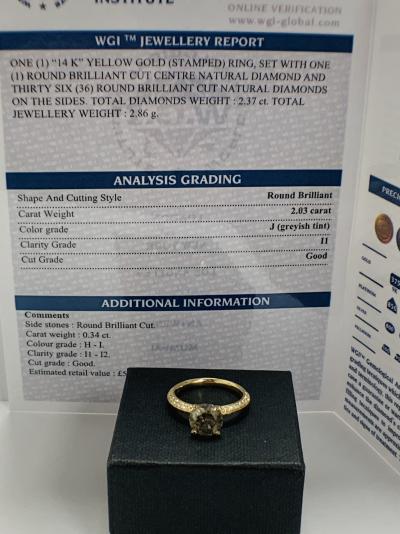 INSTITUTE
ONLINE VERIFICATION
www.wgi-global.com
WGI ™ JEWELLERY REPORT
ONE (1) "14 K" YELLOW GOLD (STAMPED) RING, SET WITH ONE
(1) ROUND BRILLIANT CUT CENTRE NATURAL DIAMOND AND
THIRTY SIX (36) ROUND BRILLIANT CUT NATURAL DIAMONDS
ON THE SIDES. TOTAL DIAMONDS WEIGHT : 2.37 ct. TOTAL
JEWELLERY WEIGHT : 2.86 g.
ANALYSIS GRADING
Shape And Cutting Style Round Brilliant
Carat Weight 2.03 carat
Color grade J (greyish tint)
Clarity Grade I1
Cut Grade Good
ADDITIONAL INFORMATION
Comments
Side stones : Round Brilliant Cut.
Carat weight : 0.34 ct.
Colour grade : H - I.
Clarity grade : I1 - I2.
Cut grade : Good.
Estimated retail value : £5
PRECI
GOLD
PLATINUM
SILVER